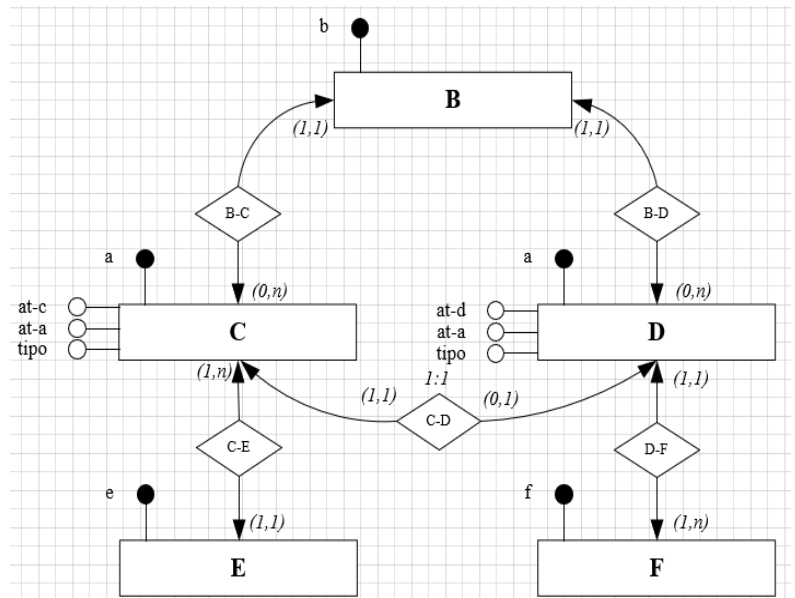 b
B
(1,1)
(1,1)
B-C
B-D
a
a
(0,n)
(0,n)
at-c
at-a
tipo
C
at-d
at-a
tipo
D
(1,n)
(1,1)
1:1
(0,1)
(1,1)
C-D
C-E
D-F
e
f
(1,1)
(1,n)
E
F